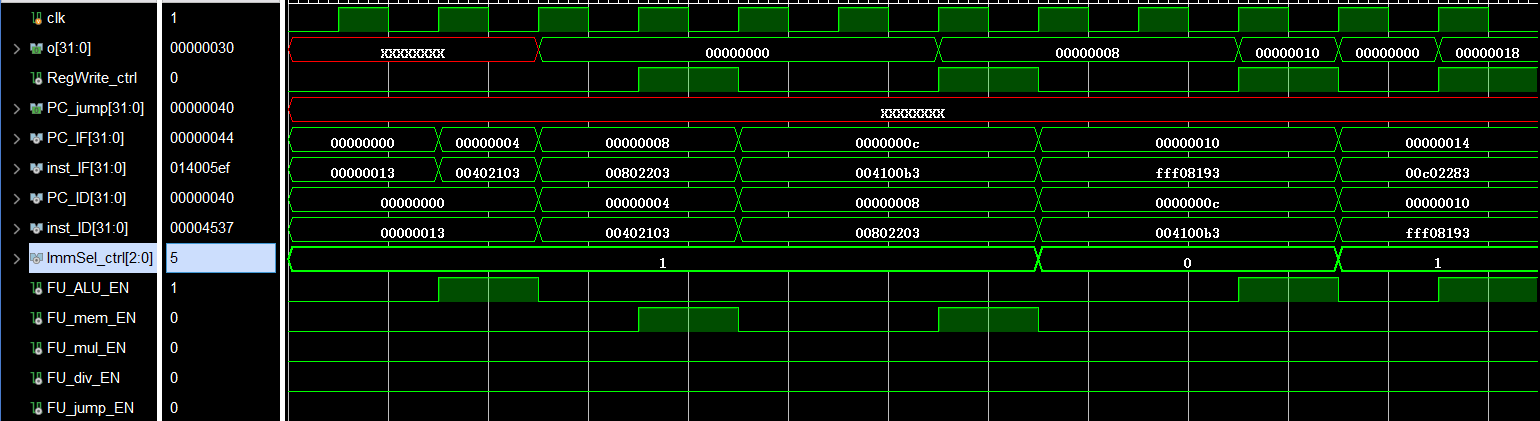 clk 1
o[31:0] 00000030 XXXXXXXX 00000000 00000008 00000010 00000000 00000018
RegWrite_ctrl 0
PC_jump[31:0] 00000040 XXXXXXXX
PC_IF[31:0] 00000044 00000000 00000004 00000008 0000000c 00000010 00000014
inst_IF[31:0] 014005ef 00000013 00402103 00802203 004100b3 fff08193 00c02283
PC_ID[31:0] 00000040 00000000 00000004 00000008 0000000c 00000010
inst_ID[31:0] 00004537 00000013 00402103 00802203 004100b3 fff08193
ImmSel_ctrl[2:0] 5 1 0 1
FU_ALU_EN 1
FU_mem_EN 0
FU_mul_EN 0
FU_div_EN 0
FU_jump_EN 0